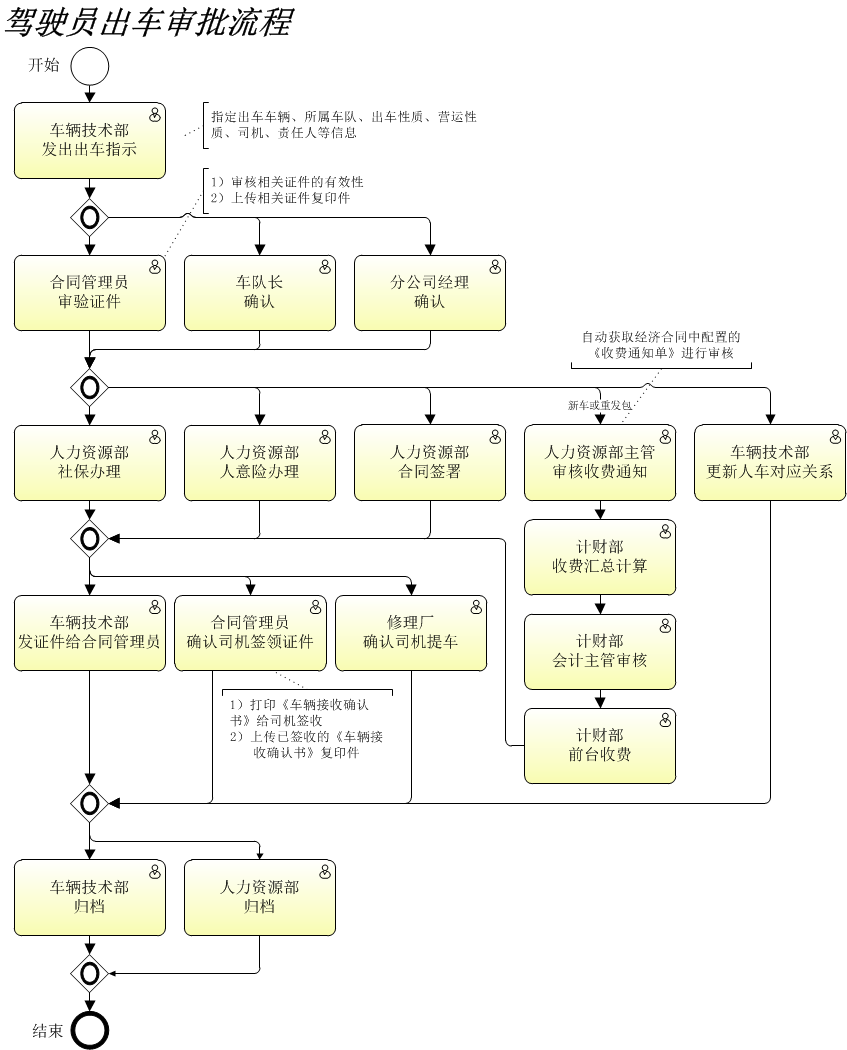 驾驶员出车审批流程
开始
车辆技术部
发出出车指示
指定出车车辆、所属车队、出车性质、营运性
质、司机、责任人等信息
1）审核相关证件的有效性
2）上传相关证件复印件
合同管理员
审验证件
车队长
确认
分公司经理
确认
自动获取经济合同中配置的
《收费通知单》进行审核
新车或重发包
人力资源部
社保办理
人力资源部
人意险办理
人力资源部
合同签署
人力资源部主管
审核收费通知
车辆技术部
更新人车对应关系
计财部
收费汇总计算
车辆技术部
发证件给合同管理员
合同管理员
确认司机签领证件
修理厂
确认司机提车
计财部
会计主管审核
1）打印《车辆接收确认
书》给司机签收
2）上传已签收的《车辆接
收确认书》复印件
计财部
前台收费
车辆技术部
归档
人力资源部
归档
结束